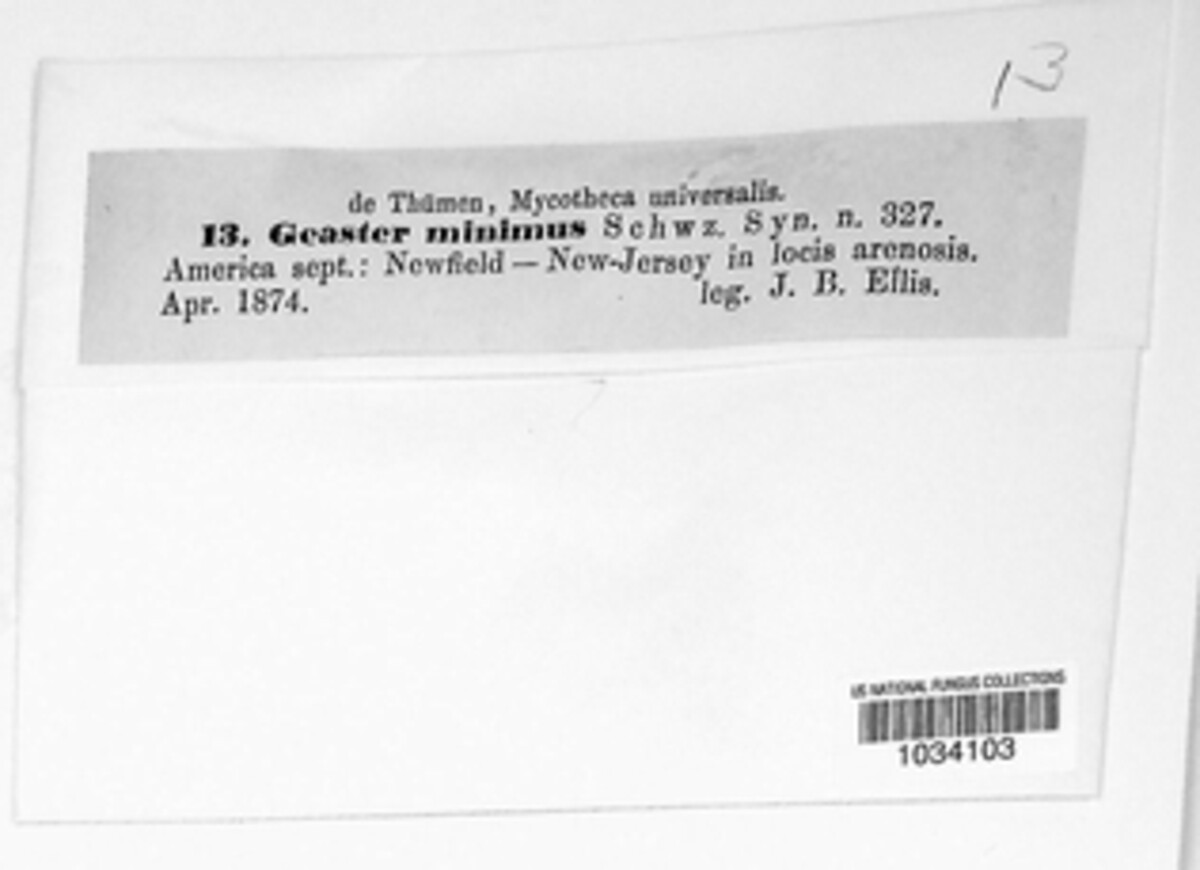 13
de Thümen, Mycotheca universalis.
13. Geaster minimus Schwz. Syn. n. 327.
America sept.: Newfield — New-Jersey in locis arenosis.
Apr. 1874. leg. J. B. Ellis.
US NATIONAL FUNGUS COLLECTIONS
1034103